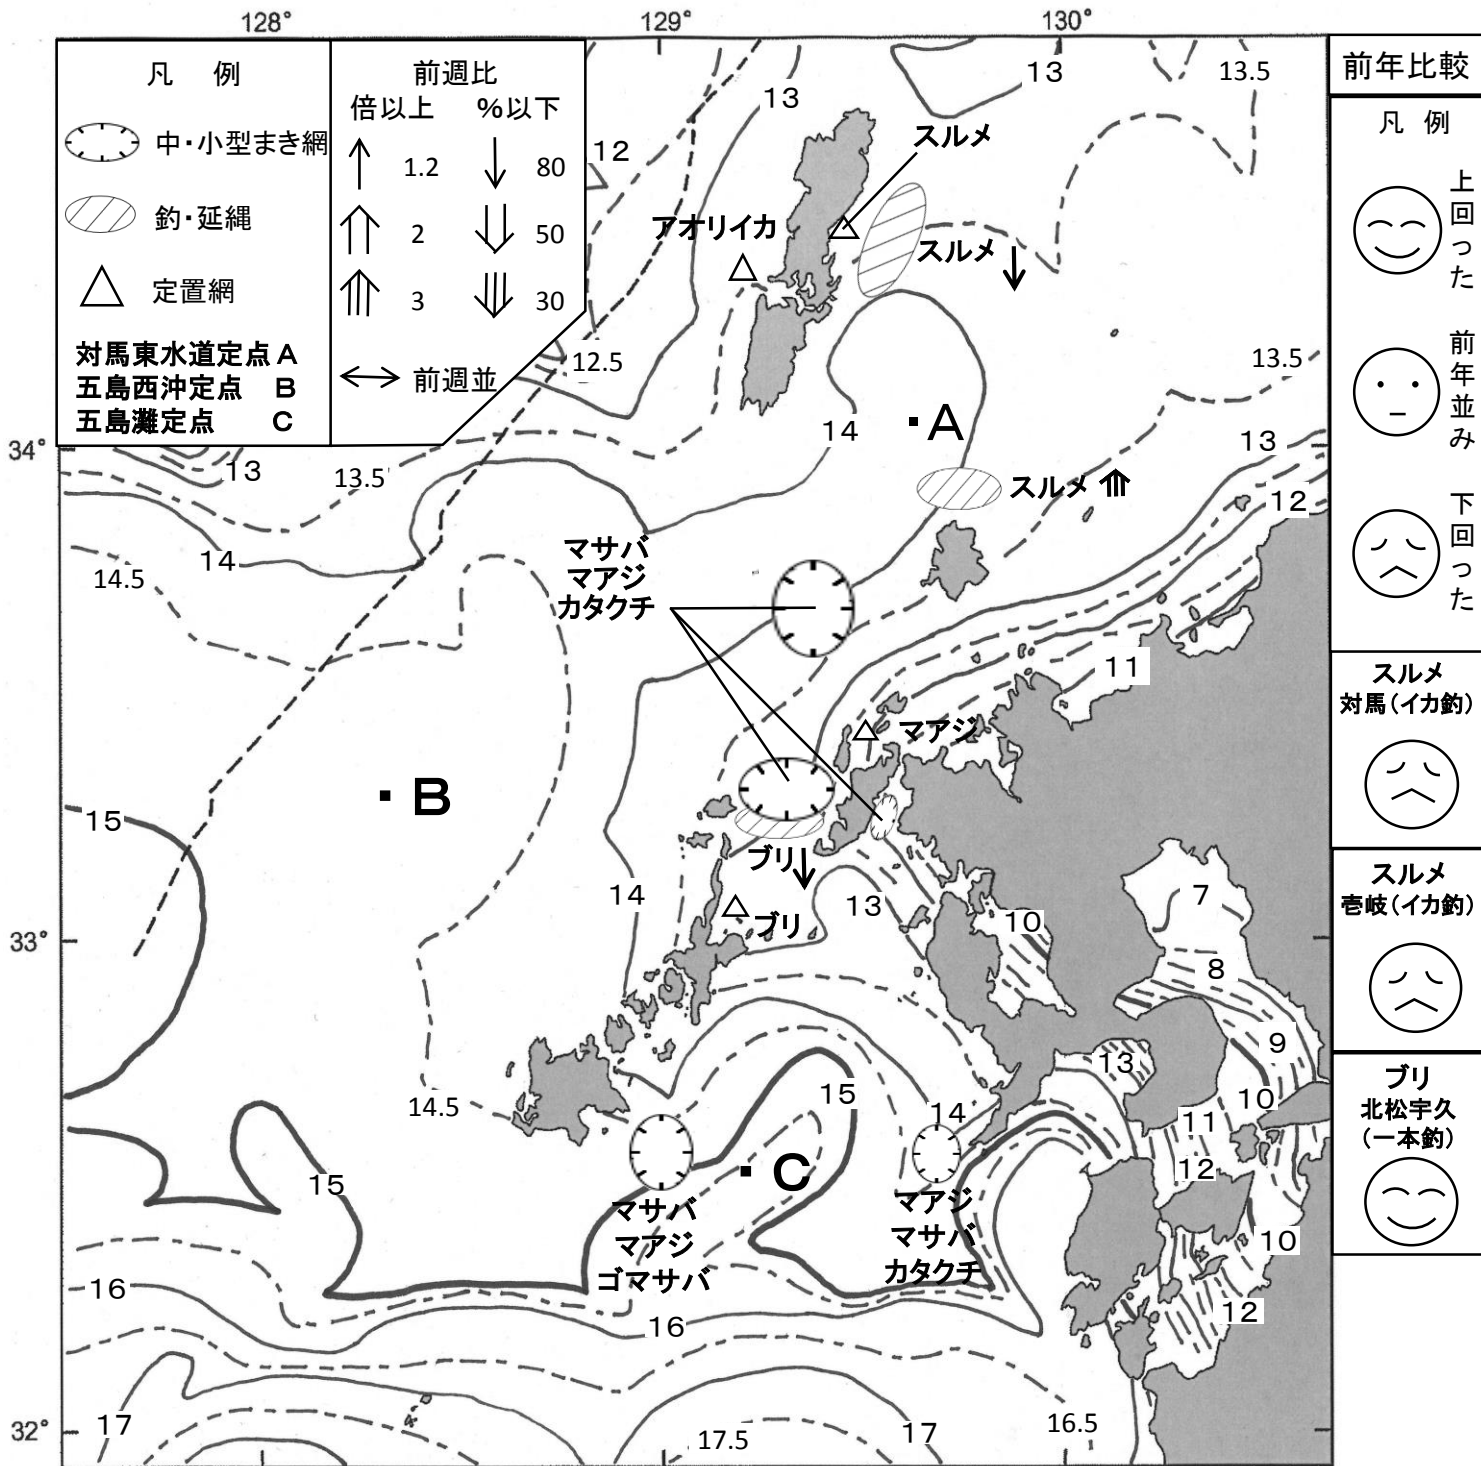 128°
129°
130°
凡　例
中・小型まき網
釣・延縄
定置網
対馬東水道定点 A
五島西沖定点　B
五島灘定点　C
前週比
倍以上　%以下
1.2　80
2　50
3　30
前週並
13
13
13.5
12
スルメ
アオリイカ
スルメ
12.5
13.5
A
14
34°
13
13.5
13
スルメ
12
14
14.5
マサバ
マアジ
カタクチ
11
マアジ
B
15
ブリ
14
13
7
10
ブリ
33°
8
9
13
15
14
14.5
10
11
C
12
15
マサバ
マアジ
ゴマサバ
マアジ
マサバ
カタクチ
10
16
16
12
17
17.5
17
16.5
32°
前年比較
凡 例
上回った
前年並み
下回った
スルメ
対馬(イカ釣)
スルメ
壱岐(イカ釣)
ブリ
北松宇久
(一本釣)